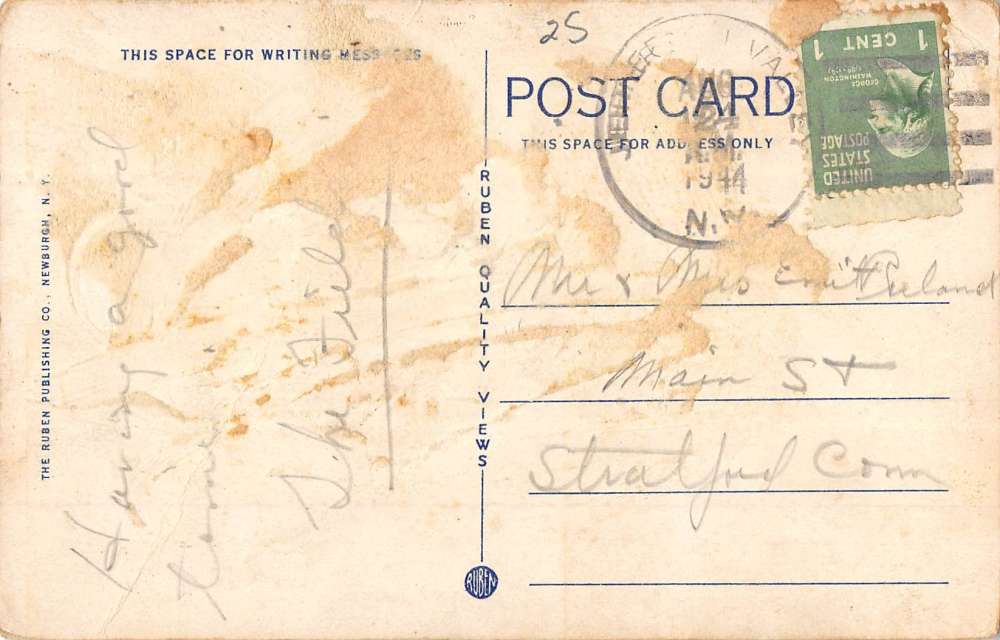 THIS SPACE FOR WRITING MESSAGES
25
POST CARD
THIS SPACE FOR ADDRESS ONLY
AUG
24
A.M.
1944
N.Y.
1 CENT 1
GEORGE WASHINGTON
UNITED
STATES
POSTAGE
THE RUBEN PUBLISHING CO., NEWBURGH, N. Y.
RUBEN QUALITY VIEWS
RUBEN
Having a good
time
The
Mr & Mrs
Main St
Stratford Conn